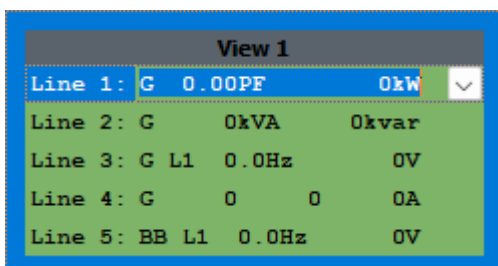 View 1
Line 1: G 0.00PF 0kW
Line 2: G 0kVA 0kvar
Line 3: G L1 0.0Hz 0V
Line 4: G 0 0 0A
Line 5: BB L1 0.0Hz 0V